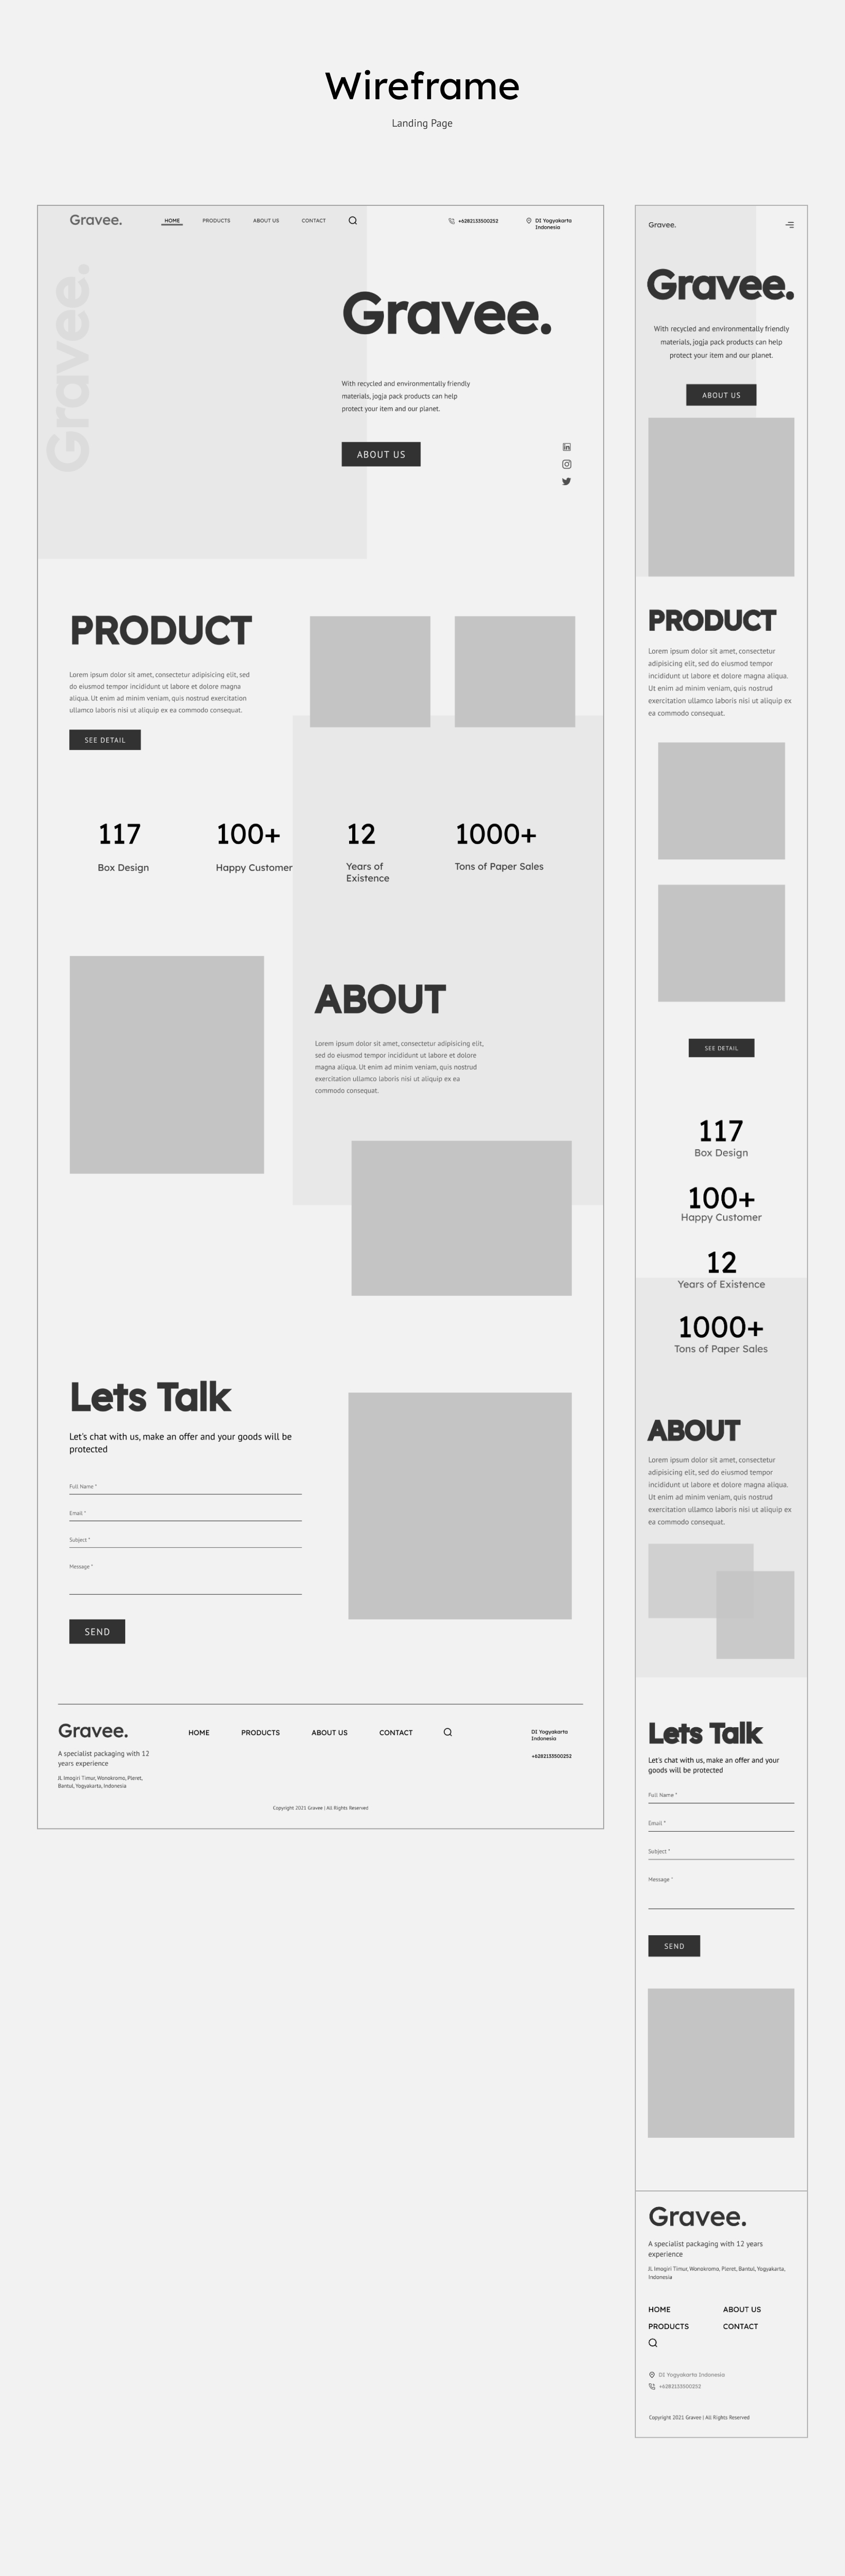 Wireframe
Landing Page
Gravee.
HOME
PRODUCTS
ABOUT US
CONTACT
+6282133500252
DI Yogyakarta
Indonesia
Gravee.
Gravee.
With recycled and environmentally friendly
materials, jogja pack products can help
protect your item and our planet.
ABOUT US
in
PRODUCT
Lorem ipsum dolor sit amet, consectetur adipisicing elit, sed
do eiusmod tempor incididunt ut labore et dolore magna
aliqua. Ut enim ad minim veniam, quis nostrud exercitation
ullamco laboris nisi ut aliquip ex ea commodo consequat.
SEE DETAIL
117
Box Design
100+
Happy Customer
12
Years of
Existence
1000+
Tons of Paper Sales
ABOUT
Lorem ipsum dolor sit amet, consectetur adipisicing elit,
sed do eiusmod tempor incididunt ut labore et dolore
magna aliqua. Ut enim ad minim veniam, quis nostrud
exercitation ullamco laboris nisi ut aliquip ex ea
commodo consequat.
Lets Talk
Let's chat with us, make an offer and your goods will be
protected
Full Name *
Email *
Subject *
Message *
SEND
Gravee.
A specialist packaging with 12
years experience
Jl. Imogiri Timur, Wonokromo, Pleret,
Bantul, Yogyakarta, Indonesia
HOME
PRODUCTS
ABOUT US
CONTACT
DI Yogyakarta
Indonesia
+6282133500252
Copyright 2021 Gravee | All Rights Reserved
Gravee.
Gravee.
With recycled and environmentally friendly
materials, jogja pack products can help
protect your item and our planet.
ABOUT US
PRODUCT
Lorem ipsum dolor sit amet, consectetur
adipisicing elit, sed do eiusmod tempor
incididunt ut labore et dolore magna aliqua.
Ut enim ad minim veniam, quis nostrud
exercitation ullamco laboris nisi ut aliquip ex
ea commodo consequat.
SEE DETAIL
117
Box Design
100+
Happy Customer
12
Years of Existence
1000+
Tons of Paper Sales
ABOUT
Lorem ipsum dolor sit amet, consectetur
adipisicing elit, sed do eiusmod tempor
incididunt ut labore et dolore magna aliqua.
Ut enim ad minim veniam, quis nostrud
exercitation ullamco laboris nisi ut aliquip ex
ea commodo consequat.
Lets Talk
Let's chat with us, make an offer and your
goods will be protected
Full Name *
Email *
Subject *
Message *
SEND
Gravee.
A specialist packaging with 12 years
experience
Jl. Imogiri Timur, Wonokromo, Pleret, Bantul, Yogyakarta,
Indonesia
HOME
ABOUT US
PRODUCTS
CONTACT
DI Yogyakarta Indonesia
+6282133500252
Copyright 2021 Gravee | All Rights Reserved